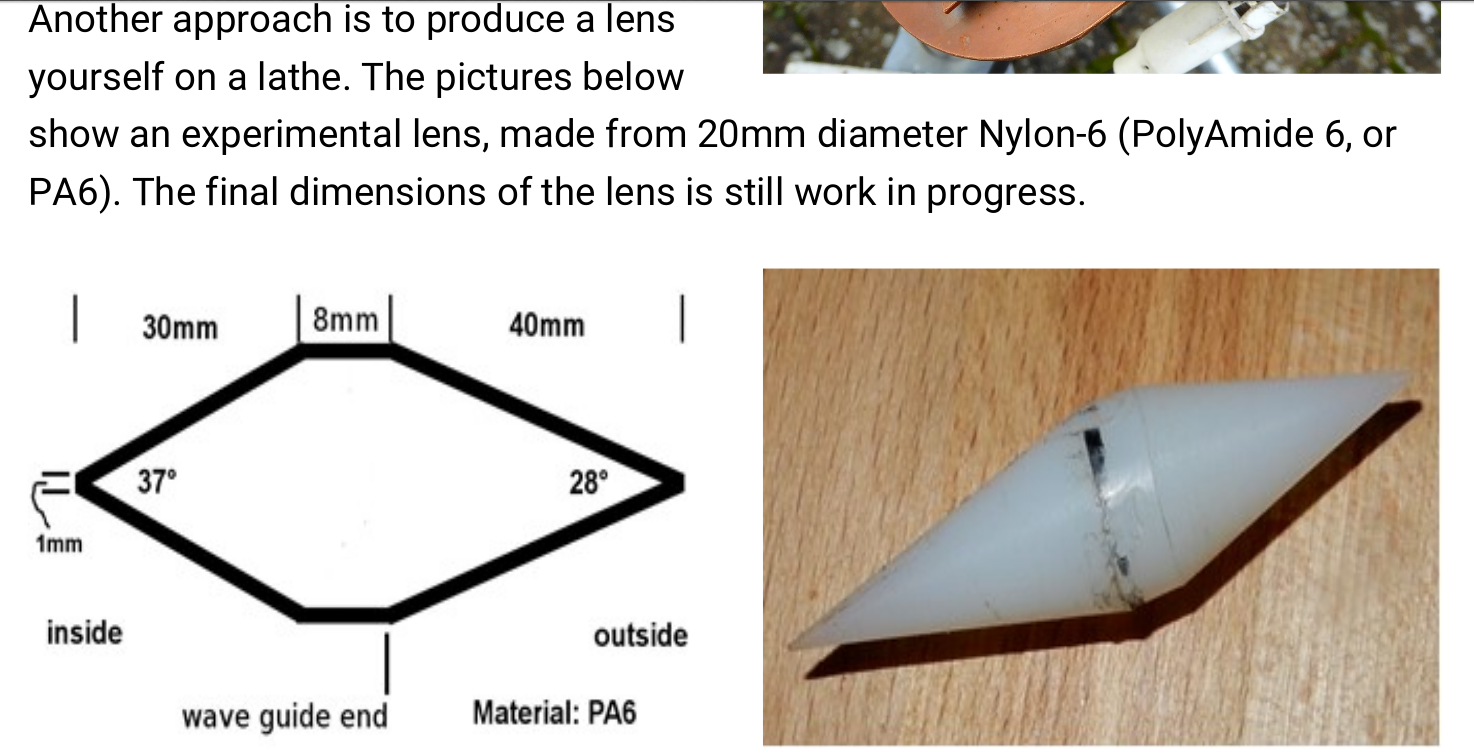 Another approach is to produce a lens
yourself on a lathe. The pictures below
show an experimental lens, made from 20mm diameter Nylon-6 (PolyAmide 6, or
PA6). The final dimensions of the lens is still work in progress.
30mm
8mm
40mm
37°
28°
1mm
inside
outside
wave guide end
Material: PA6